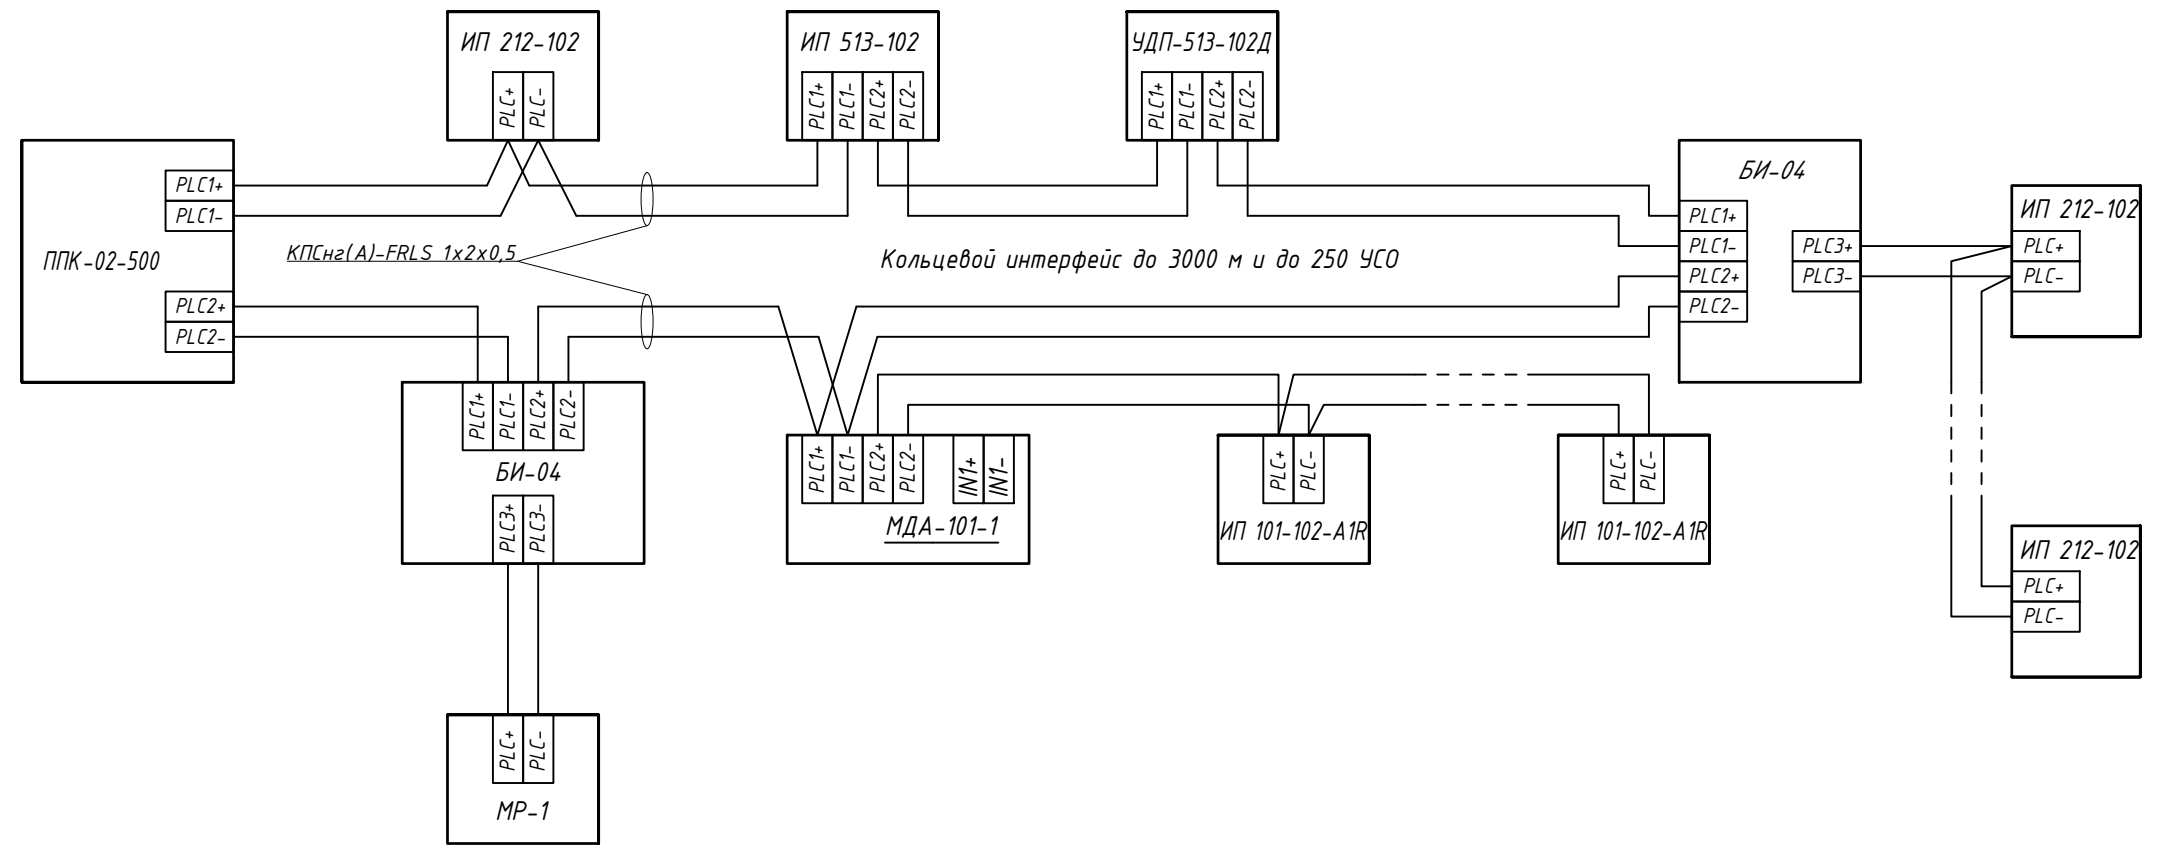 ИП 212-102
PLC+
PLC-
ИП 513-102
PLC1+
PLC1-
PLC2+
PLC2-
УДП-513-102Д
PLC1+
PLC1-
PLC2+
PLC2-
ППК-02-500
PLC1+
PLC1-
PLC2+
PLC2-
КПСнг(А)-FRLS 1х2х0,5
Кольцевой интерфейс до 3000 м и до 250 УСО
БИ-04
PLC1+
PLC1-
PLC2+
PLC2-
PLC3+
PLC3-
ИП 212-102
PLC+
PLC-
PLC1+
PLC1-
PLC2+
PLC2-
БИ-04
PLC3+
PLC3-
PLC1+
PLC1-
PLC2+
PLC2-
IN1+
IN1-
МДА-101-1
PLC+
PLC-
ИП 101-102-А1R
PLC+
PLC-
ИП 101-102-А1R
ИП 212-102
PLC+
PLC-
PLC+
PLC-
МР-1